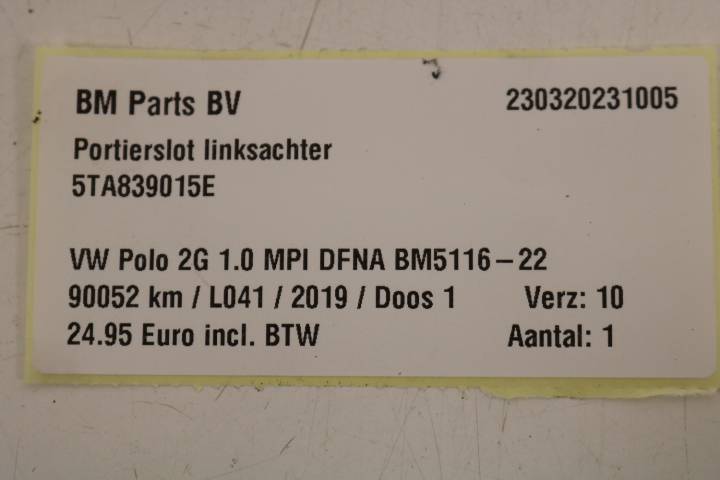 BM Parts BV 230320231005
Portierslot linksachter
5TA839015E
VW Polo 2G 1.0 MPI DFNA BM5116-22
90052 km / L041 / 2019 / Doos 1 Verz: 10
24.95 Euro incl. BTW Aantal: 1